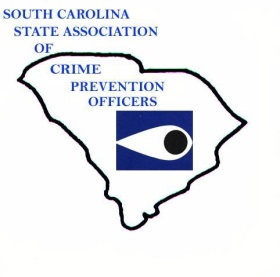 SOUTH CAROLINA
STATE ASSOCIATION
OF
CRIME
PREVENTION
OFFICERS